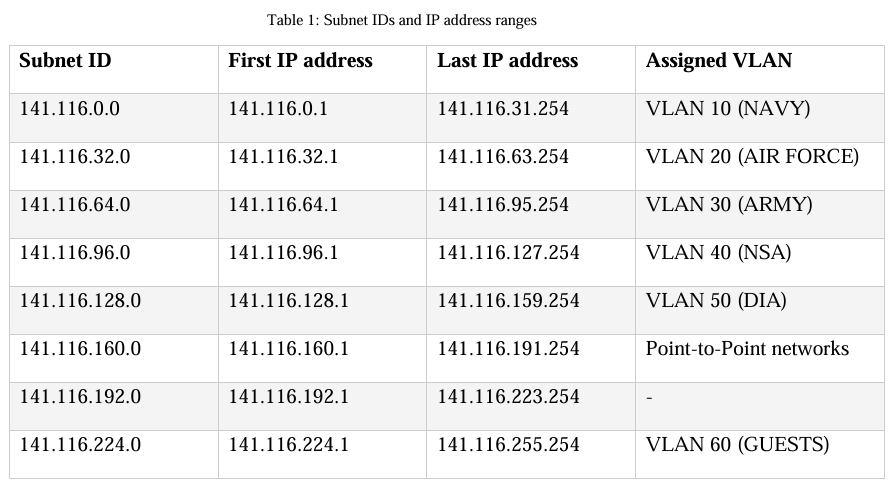 Table 1: Subnet IDs and IP address ranges
Subnet ID First IP address Last IP address Assigned VLAN
141.116.0.0 141.116.0.1 141.116.31.254 VLAN 10 (NAVY)
141.116.32.0 141.116.32.1 141.116.63.254 VLAN 20 (AIR FORCE)
141.116.64.0 141.116.64.1 141.116.95.254 VLAN 30 (ARMY)
141.116.96.0 141.116.96.1 141.116.127.254 VLAN 40 (NSA)
141.116.128.0 141.116.128.1 141.116.159.254 VLAN 50 (DIA)
141.116.160.0 141.116.160.1 141.116.191.254 Point-to-Point networks
141.116.192.0 141.116.192.1 141.116.223.254 -
141.116.224.0 141.116.224.1 141.116.255.254 VLAN 60 (GUESTS)